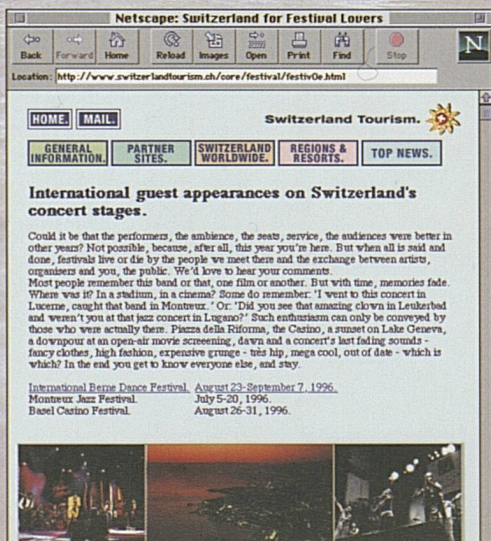 Netscape: Switzerland for Festival Lovers
Back Forward Home Reload Images Open Print Find Stop
N
Location: http://www.switzerlandtourism.ch/core/festival/festiv0e.html
HOME. MAIL. Switzerland Tourism.
GENERAL INFORMATION. PARTNER SITES. SWITZERLAND WORLDWIDE. REGIONS & RESORTS. TOP NEWS.
International guest appearances on Switzerland's
concert stages.
Could it be that the performers, the ambience, the seats, service, the audiences were better in
other years? Not possible, because, after all, this year you're here. But when all is said and
done, festivals live or die by the people we meet there and the exchange between artists,
organisers and you, the public. We'd love to hear your comments.
Most people remember this band or that, one film or another. But with time, memories fade.
Where was it? In a stadium, in a cinema? Some do remember: 'I went to this concert in
Lucerne, caught that band in Montreux.' Or: 'Did you see that amazing clown in Leukerbad
and weren't you at that jazz concert in Lugano?' Such enthusiasm can only be conveyed by
those who were actually there. Piazza della Riforma, the Casino, a sunset on Lake Geneva,
a downpour at an open-air movie screeening, dawn and a concert's last fading sounds -
fancy clothes, high fashion, expensive grunge - très hip, mega cool, out of date - which is
which? In the end you get to know everyone else, and stay.
International Berne Dance Festival. August 23-September 7, 1996.
Montreux Jazz Festival. July 5-20, 1996.
Basel Casino Festival. August 26-31, 1996.